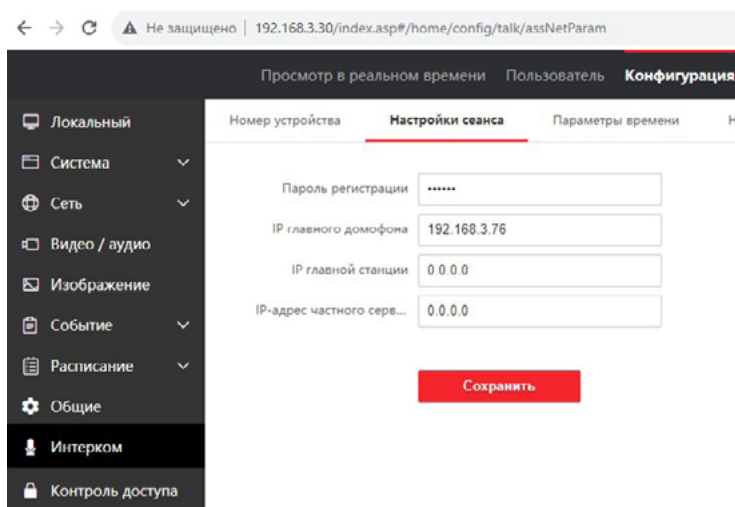 Не защищено 192.168.3.30/index.asp#/home/config/talk/assNetParam
Просмотр в реальном времени Пользователь Конфигурация
Локальный
Система
Сеть
Видео / аудио
Изображение
Событие
Расписание
Общие
Интерком
Контроль доступа
Номер устройства Настройки сеанса Параметры времени Н
Пароль регистрации ••••••
IP главного домофона 192.168.3.76
IP главной станции 0.0.0.0
IP-адрес частного серв... 0.0.0.0
Сохранить